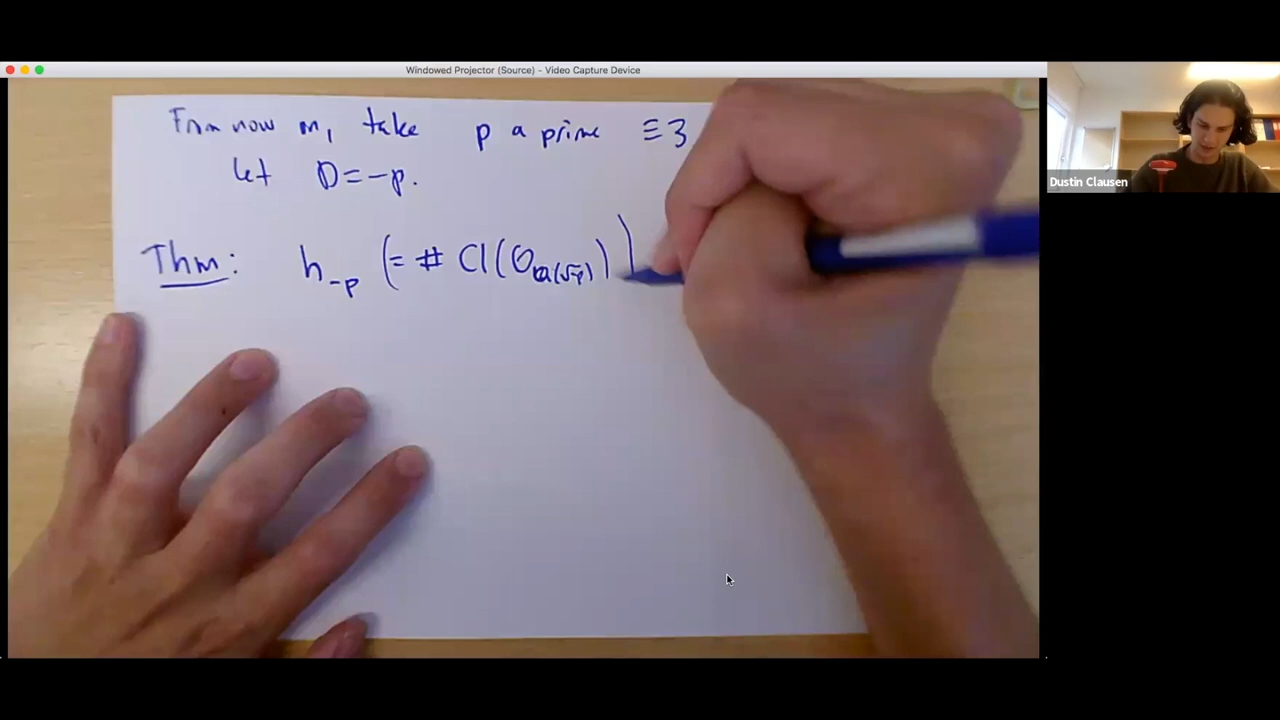 Windowed Projector (Source) - Video Capture Device
From now on, take p a prime ≡3
Let D=-p.
Thm: h_{-p} (= # Cl(O_{ℚ(√-p)}))
Dustin Clausen